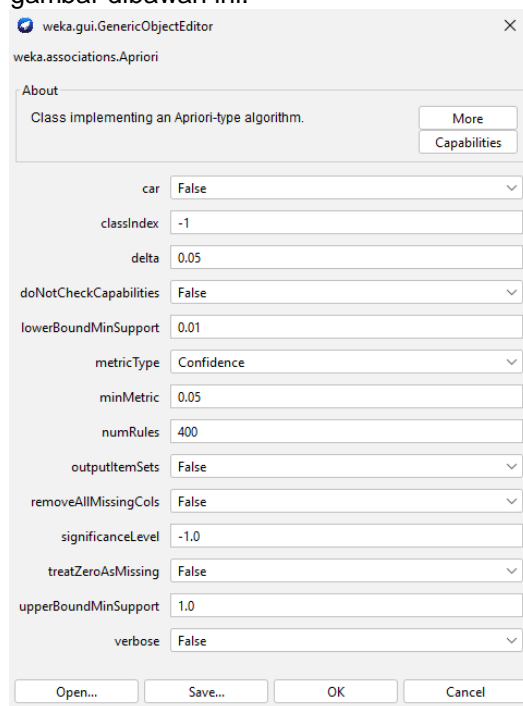 gambar dibawah ini.
weka.gui.GenericObjectEditor
weka.associations.Apriori
About
Class implementing an Apriori-type algorithm.
More
Capabilities
car False
classIndex -1
delta 0.05
doNotCheckCapabilities False
lowerBoundMinSupport 0.01
metricType Confidence
minMetric 0.05
numRules 400
outputItemSets False
removeAllMissingCols False
significanceLevel -1.0
treatZeroAsMissing False
upperBoundMinSupport 1.0
verbose False
Open... Save... OK Cancel